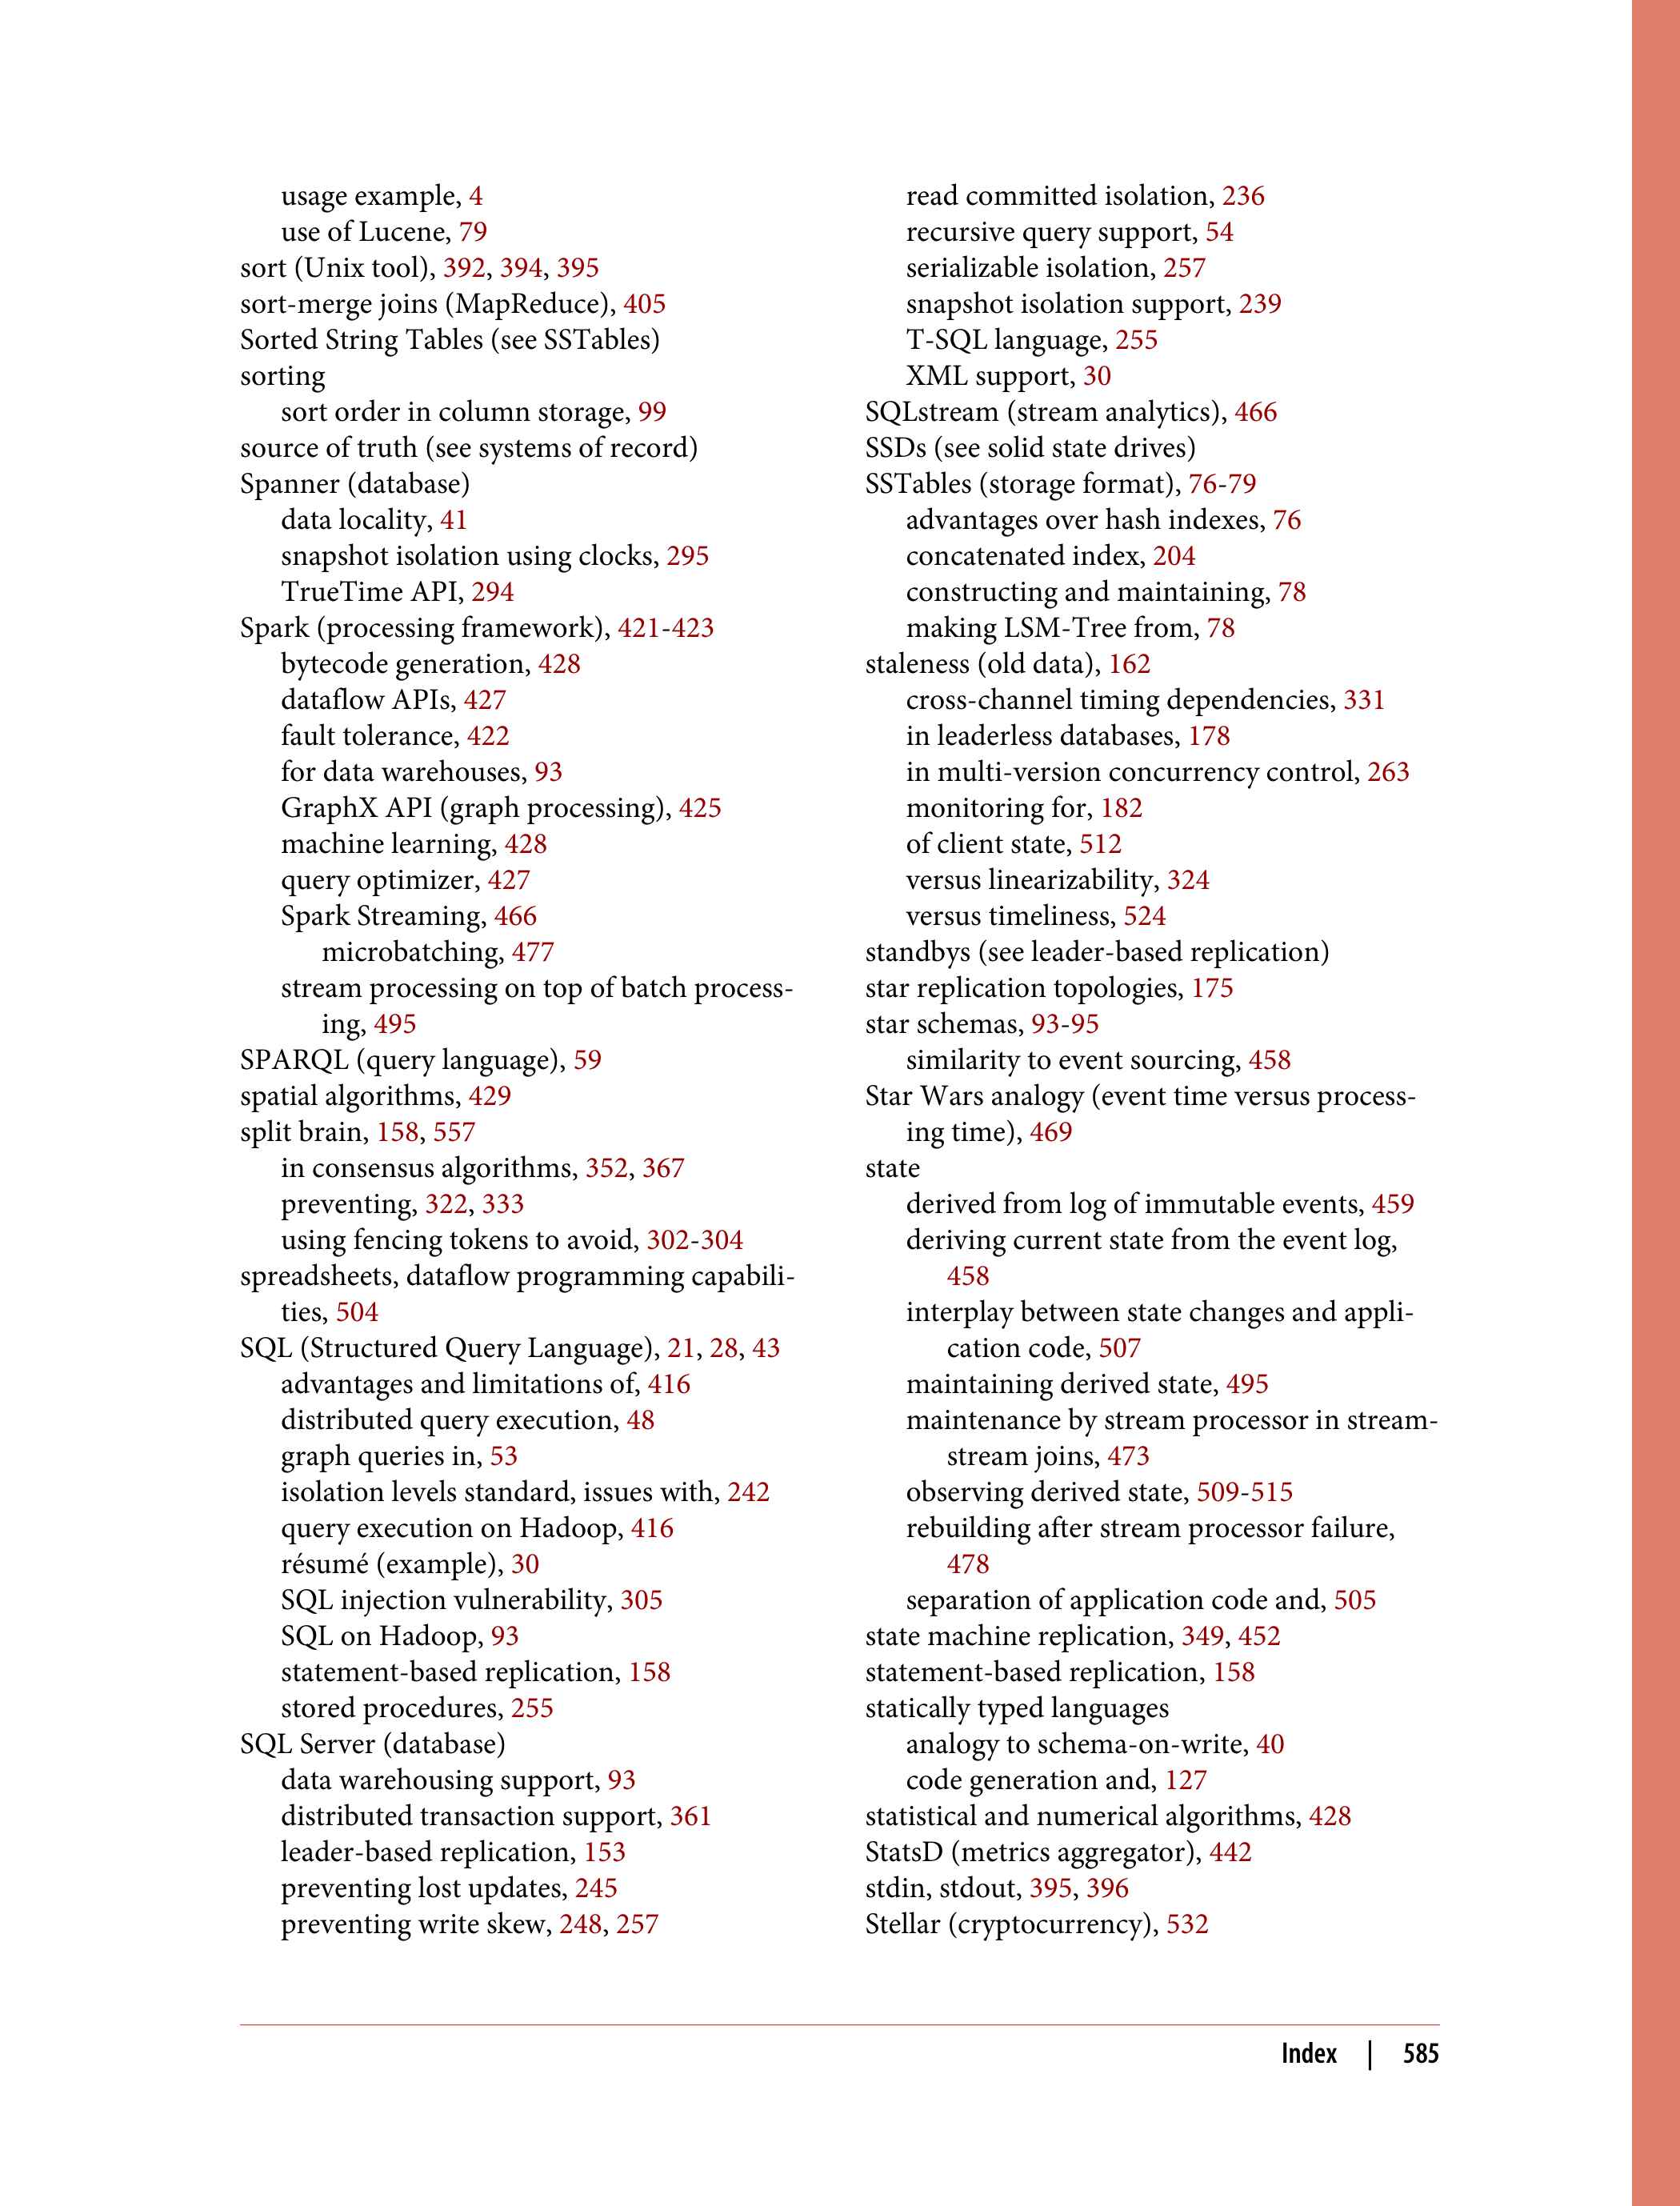 usage example, 4
use of Lucene, 79
sort (Unix tool), 392, 394, 395
sort-merge joins (MapReduce), 405
Sorted String Tables (see SSTables)
sorting
sort order in column storage, 99
source of truth (see systems of record)
Spanner (database)
data locality, 41
snapshot isolation using clocks, 295
TrueTime API, 294
Spark (processing framework), 421-423
bytecode generation, 428
dataflow APIs, 427
fault tolerance, 422
for data warehouses, 93
GraphX API (graph processing), 425
machine learning, 428
query optimizer, 427
Spark Streaming, 466
microbatching, 477
stream processing on top of batch process-
ing, 495
SPARQL (query language), 59
spatial algorithms, 429
split brain, 158, 557
in consensus algorithms, 352, 367
preventing, 322, 333
using fencing tokens to avoid, 302-304
spreadsheets, dataflow programming capabili-
ties, 504
SQL (Structured Query Language), 21, 28, 43
advantages and limitations of, 416
distributed query execution, 48
graph queries in, 53
isolation levels standard, issues with, 242
query execution on Hadoop, 416
résumé (example), 30
SQL injection vulnerability, 305
SQL on Hadoop, 93
statement-based replication, 158
stored procedures, 255
SQL Server (database)
data warehousing support, 93
distributed transaction support, 361
leader-based replication, 153
preventing lost updates, 245
preventing write skew, 248, 257
read committed isolation, 236
recursive query support, 54
serializable isolation, 257
snapshot isolation support, 239
T-SQL language, 255
XML support, 30
SQLstream (stream analytics), 466
SSDs (see solid state drives)
SSTables (storage format), 76-79
advantages over hash indexes, 76
concatenated index, 204
constructing and maintaining, 78
making LSM-Tree from, 78
staleness (old data), 162
cross-channel timing dependencies, 331
in leaderless databases, 178
in multi-version concurrency control, 263
monitoring for, 182
of client state, 512
versus linearizability, 324
versus timeliness, 524
standbys (see leader-based replication)
star replication topologies, 175
star schemas, 93-95
similarity to event sourcing, 458
Star Wars analogy (event time versus process-
ing time), 469
state
derived from log of immutable events, 459
deriving current state from the event log,
458
interplay between state changes and appli-
cation code, 507
maintaining derived state, 495
maintenance by stream processor in stream-
stream joins, 473
observing derived state, 509-515
rebuilding after stream processor failure,
478
separation of application code and, 505
state machine replication, 349, 452
statement-based replication, 158
statically typed languages
analogy to schema-on-write, 40
code generation and, 127
statistical and numerical algorithms, 428
StatsD (metrics aggregator), 442
stdin, stdout, 395, 396
Stellar (cryptocurrency), 532
Index | 585